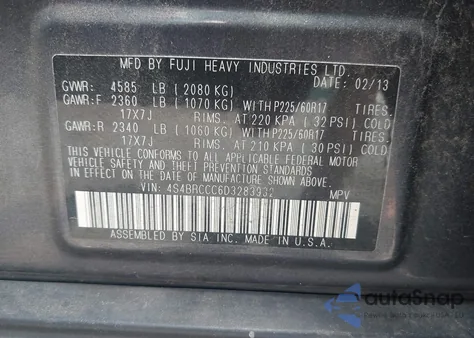 MFD BY FUJI HEAVY INDUSTRIES LTD.
DATE: 02/13
GVWR: 4585 LB ( 2080 KG)
GAWR:F 2360 LB ( 1070 KG) WITH P225/60R17 TIRES.
17X7J RIMS. AT 220 KPA ( 32 PSI) COLD
GAWR:R 2340 LB ( 1060 KG) WITH P225/60R17 TIRES.
17X7J RIMS. AT 210 KPA ( 30 PSI) COLD
THIS VEHICLE CONFORMS TO ALL APPLICABLE FEDERAL MOTOR
VEHICLE SAFETY AND THEFT PREVENTION STANDARDS IN EFFECT ON THE
DATE OF MANUFACTURE SHOWN ABOVE.
VIN: 4S4BRCCC6D3283932 MPV
ASSEMBLED BY SIA INC. MADE IN U.S.A.
autoSnap